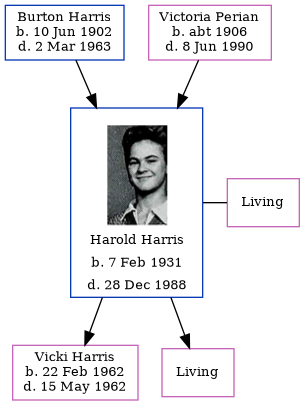 Burton Harris
b. 10 Jun 1902
d. 2 Mar 1963
Victoria Perian
b. abt 1906
d. 8 Jun 1990
Harold Harris
b. 7 Feb 1931
d. 28 Dec 1988
Living
Vicki Harris
b. 22 Feb 1962
d. 15 May 1962
Living